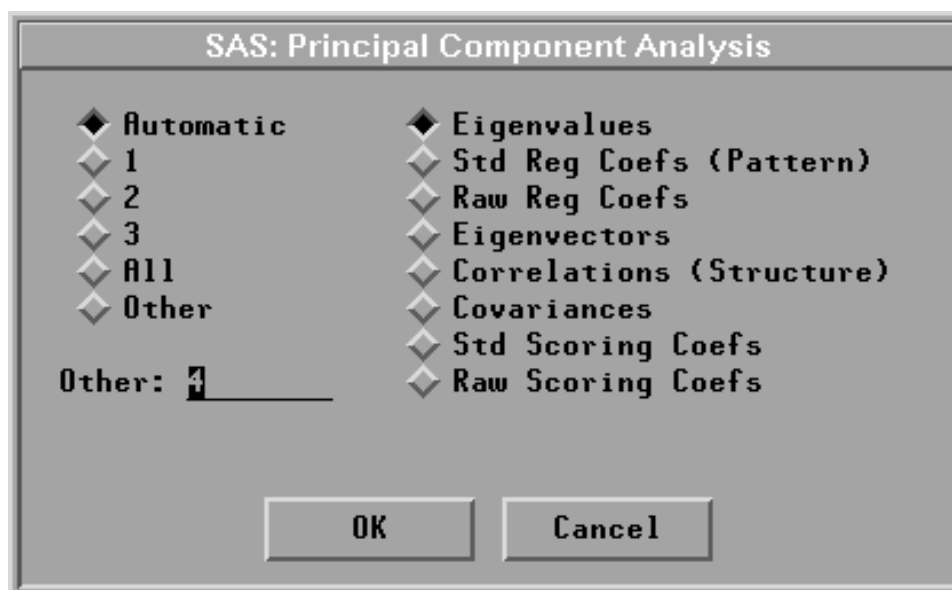 SAS: Principal Component Analysis
Automatic
1
2
3
All
Other
Other: 4
Eigenvalues
Std Reg Coefs (Pattern)
Raw Reg Coefs
Eigenvectors
Correlations (Structure)
Covariances
Std Scoring Coefs
Raw Scoring Coefs
OK
Cancel